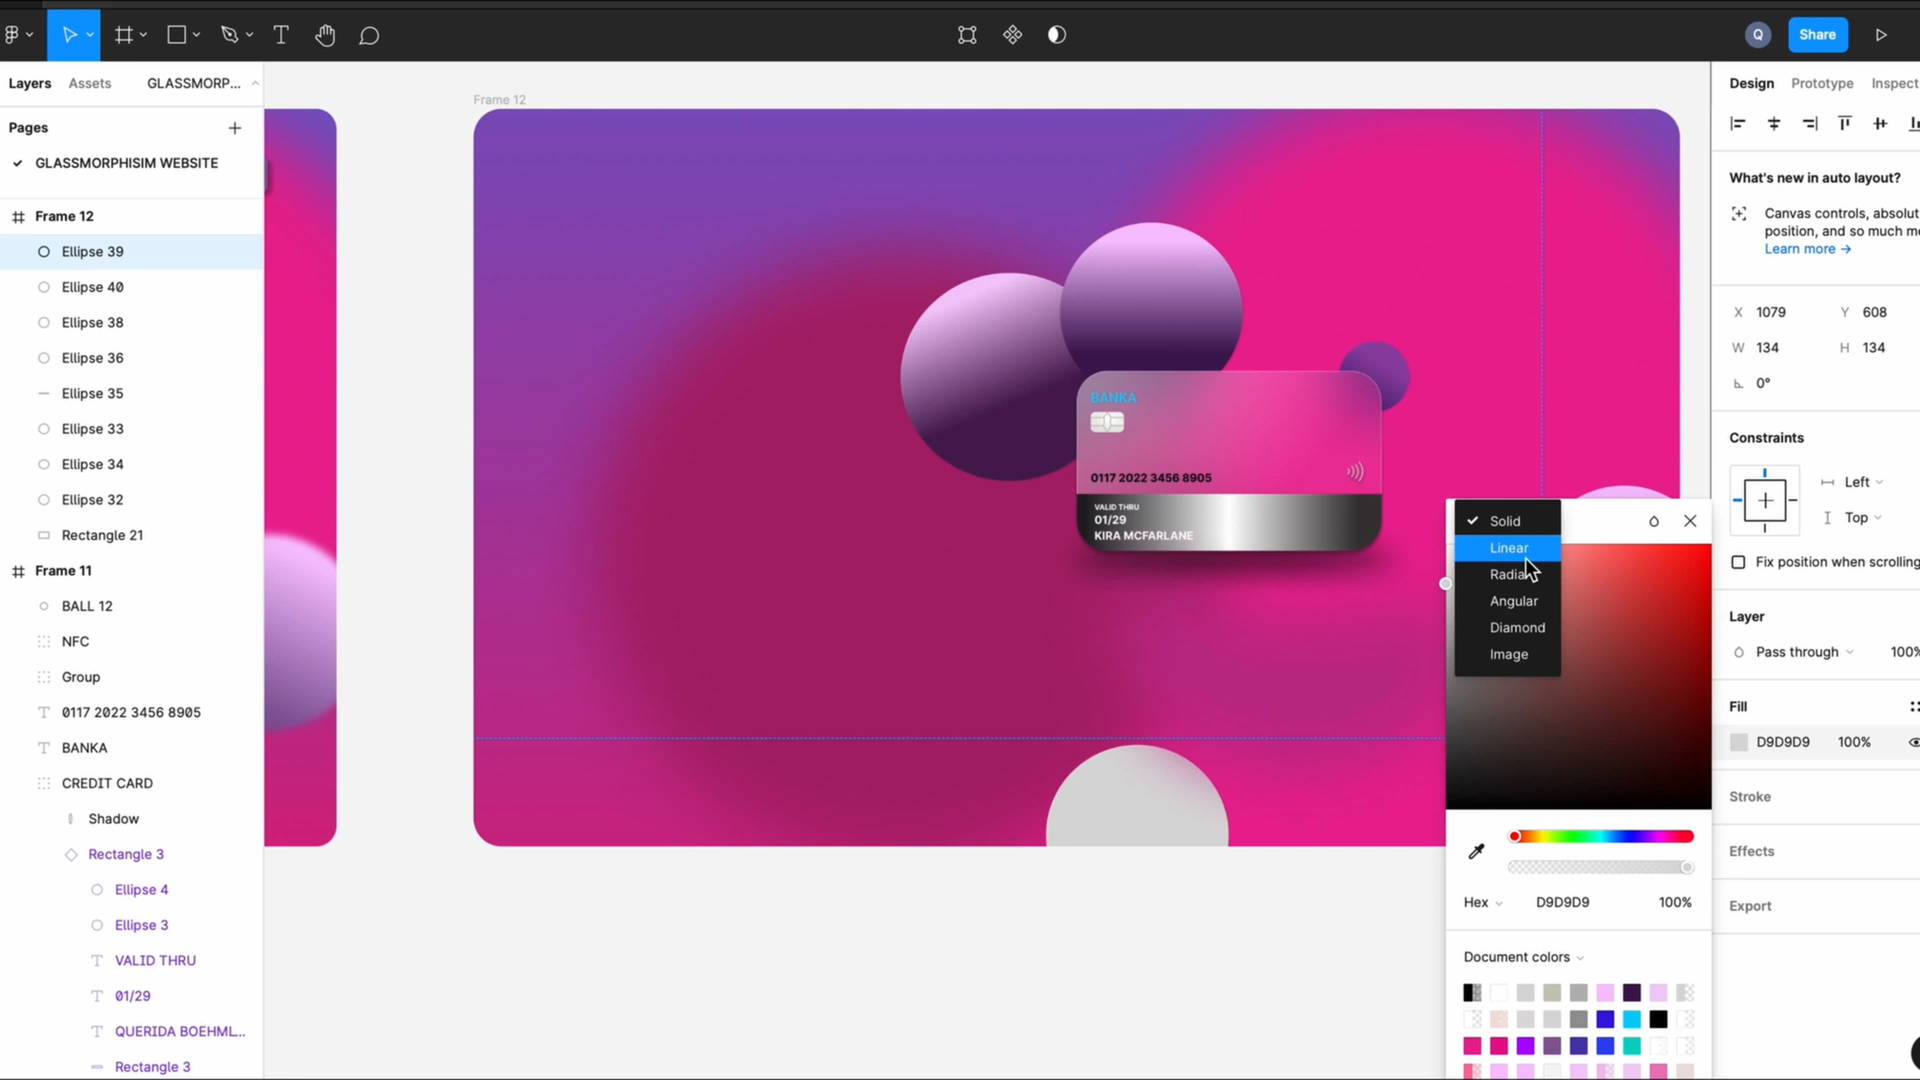 Share
Layers
Assets
GLASSMORP...
Pages
GLASSMORPHISIM WEBSITE
Frame 12
Ellipse 39
Ellipse 40
Ellipse 38
Ellipse 36
Ellipse 35
Ellipse 33
Ellipse 34
Ellipse 32
Rectangle 21
Frame 11
BALL 12
NFC
Group
0117 2022 3456 8905
BANKA
CREDIT CARD
Shadow
Rectangle 3
Ellipse 4
Ellipse 3
VALID THRU
01/29
QUERIDA BOEHML...
Rectangle 3
Frame 12
BANKA
0117 2022 3456 8905
VALID THRU
01/29
KIRA MCFARLANE
Solid
Linear
Radial
Angular
Diamond
Image
Hex D9D9D9 100%
Document colors
Q
Design Prototype Inspect
What's new in auto layout?
Canvas controls, absolut
position, and so much mo
Learn more →
X 1079 Y 608
W 134 H 134
0°
Constraints
Left
Top
Fix position when scrolling
Layer
Pass through 100%
Fill
D9D9D9 100%
Stroke
Effects
Export